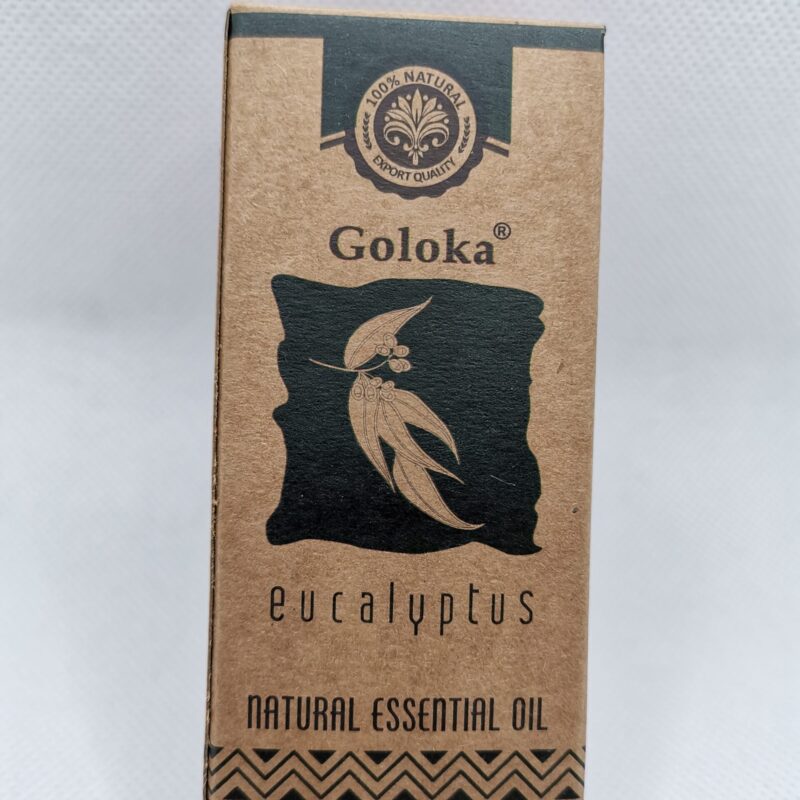 100% NATURAL
EXPORT QUALITY
Goloka®
eucalyptus
NATURAL ESSENTIAL OIL